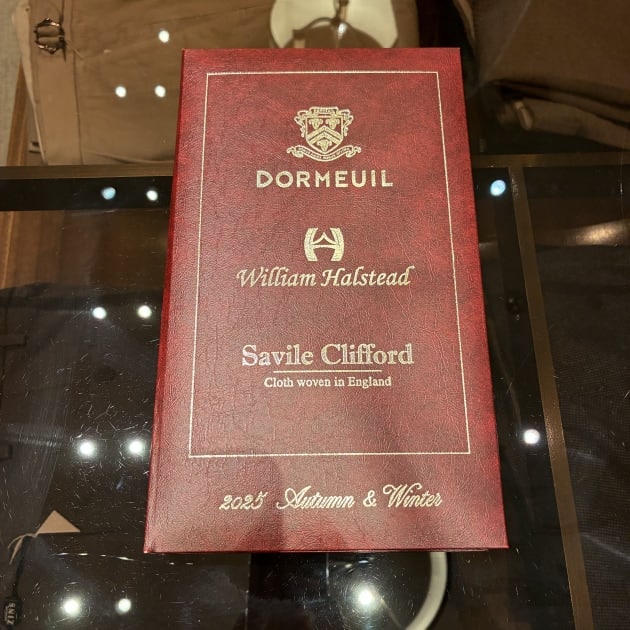 DORMEUIL
William Halstead
Savile Clifford
Cloth woven in England
2025 Autumn & Winter